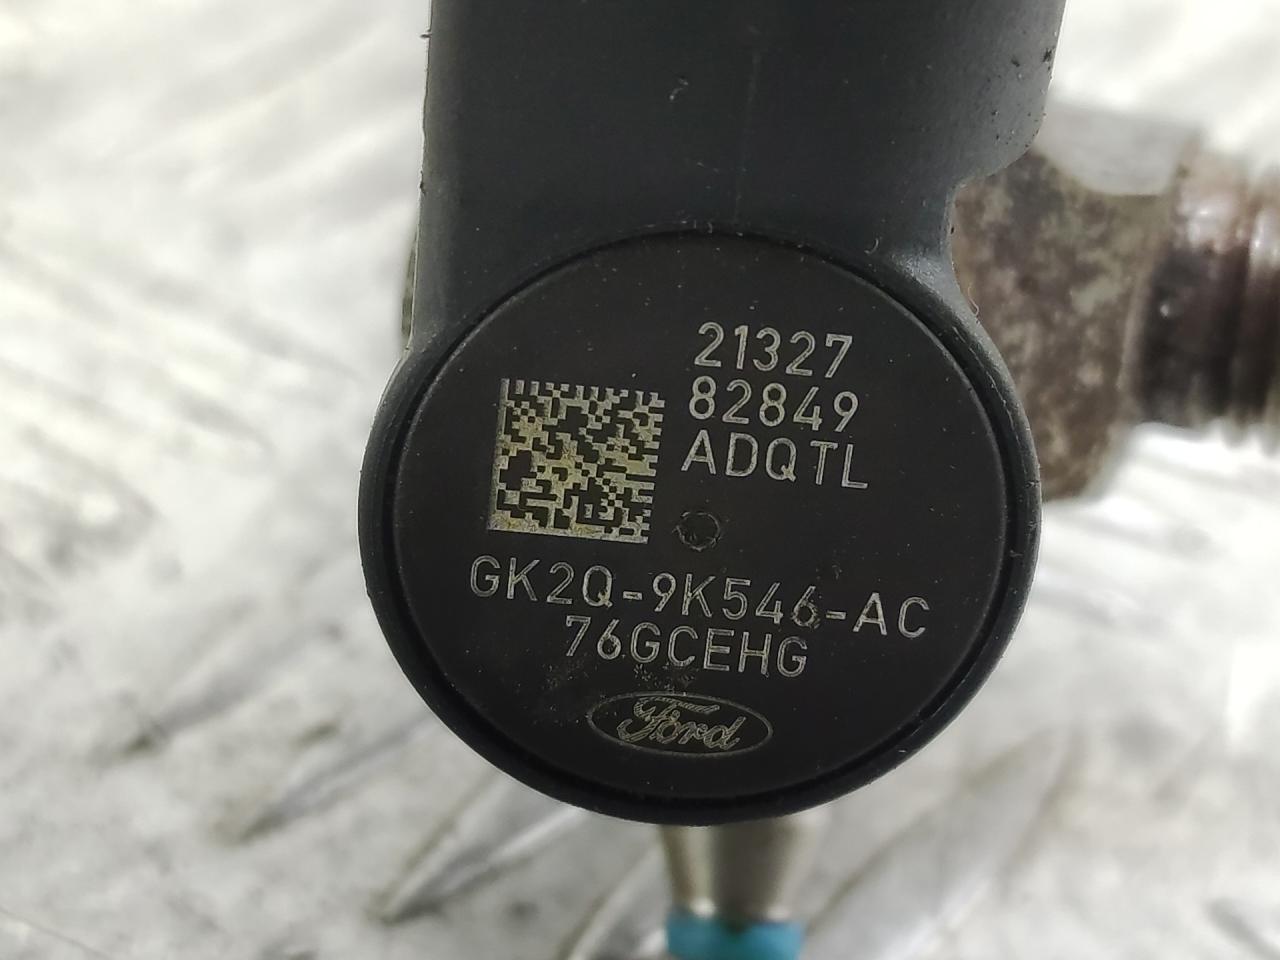 21327
82849
ADQTL
GK2Q-9K546-AC
76GCEHG
Ford